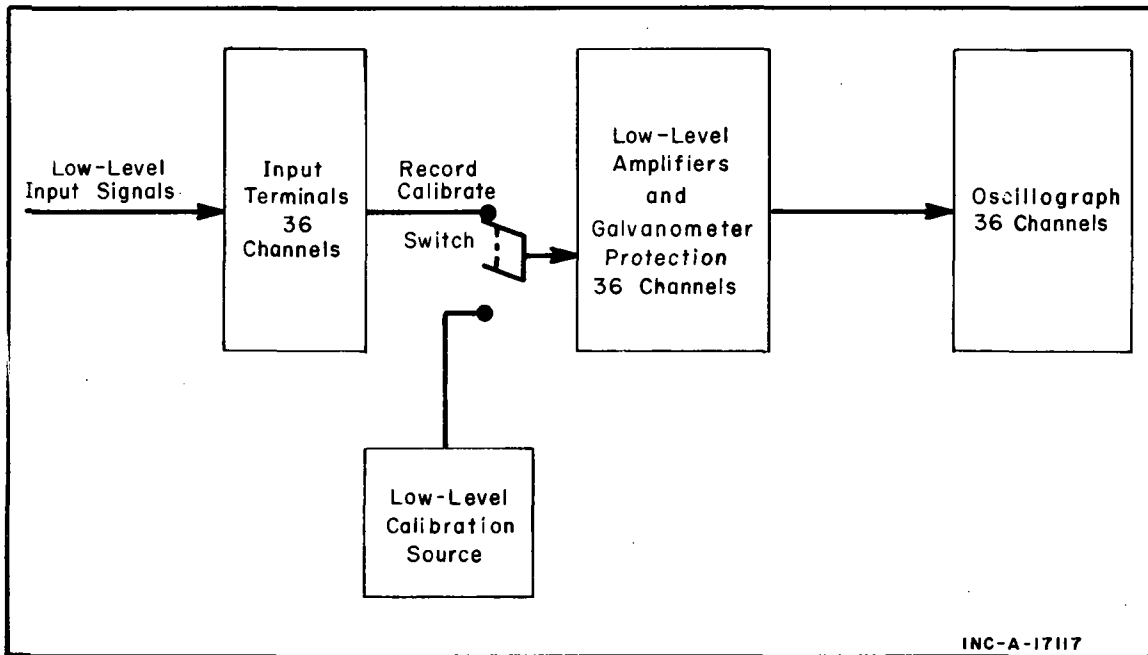 Low-Level
Input Signals
Input
Terminals
36
Channels
Record
Calibrate
Switch
Low-Level
Amplifiers
and
Galvanometer
Protection
36 Channels
Oscillograph
36 Channels
Low-Level
Calibration
Source
INC-A-17117